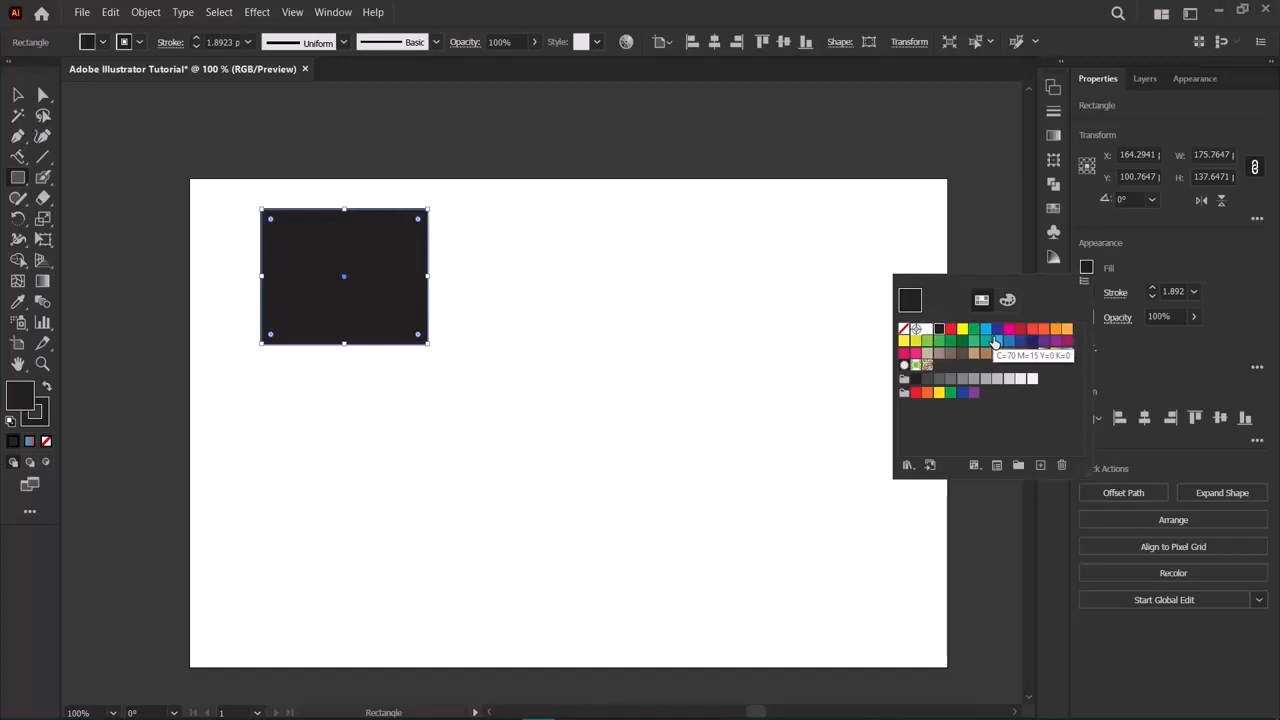 Ai File Edit Object Type Select Effect View Window Help
Rectangle Stroke: 1.8923 p Uniform Basic Opacity: 100% Style: Shape: Transform
Adobe Illustrator Tutorial* @ 100 % (RGB/Preview) ×
Properties Layers Appearance
Rectangle
Transform
X: 164.2941 p W: 175.7647
Y: 100.7647 p H: 137.6471
0°
Appearance
Fill
Stroke 1.892
Opacity 100%
C=70 M=15 Y=0 K=0
Actions
Offset Path Expand Shape
Arrange
Align to Pixel Grid
Recolor
Start Global Edit
100% 0° 1 Rectangle